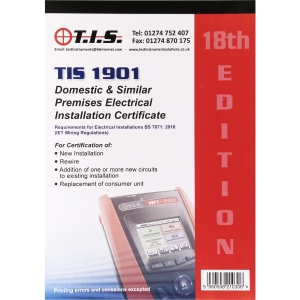 T.I.S.
Tel: 01274 752 407
Fax: 01274 870 175
18th
EDITION
TIS 1901
Domestic & Similar
Premises Electrical
Installation Certificate
Requirements for Electrical Installations BS 7671: 2018
(IET Wiring Regulations)
For Certification of:
• New Installation
• Rewire
• Addition of one or more new circuits
to existing installation
• Replacement of consumer unit
Printing errors and omissions excepted